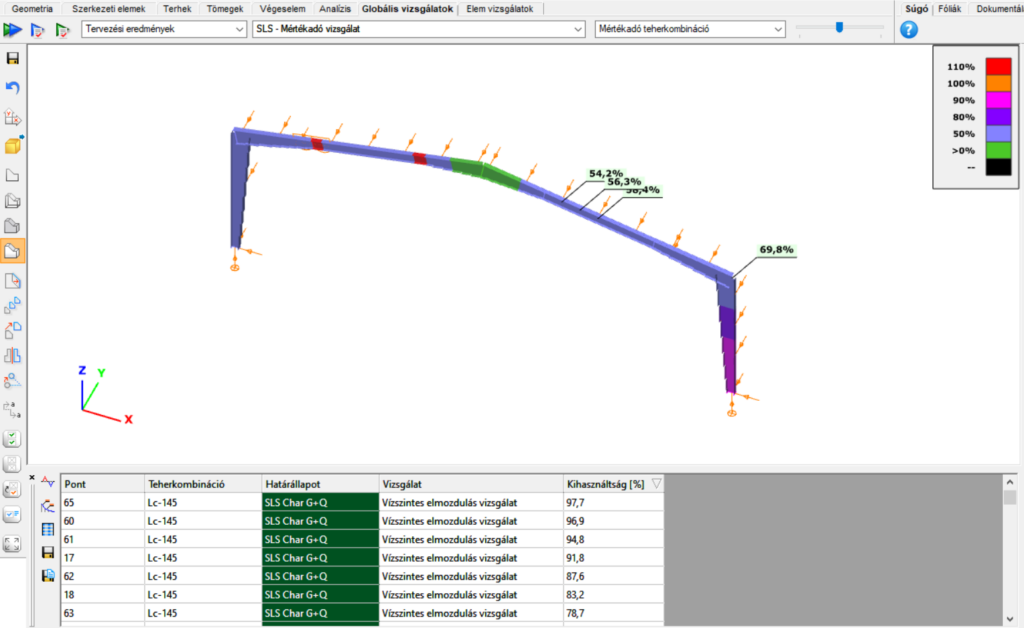 Geometria Szerkezeti elemek Terhek Tömegek Végeselem Analízis Globális vizsgálatok Elem vizsgálatok Súgó Fóliák Dokumentál
Tervezési eredmények SLS - Mértékadó vizsgálat Mértékadó teherkombináció
110%
100%
90%
80%
50%
>0%
--
54,2%
56,3%
58,4%
69,8%
Z
Y
X
Pont Teherkombináció Határállapot Vizsgálat Kihasználtság [%]
65 Lc-145 SLS Char G+Q Vízszintes elmozdulás vizsgálat 97,7
60 Lc-145 SLS Char G+Q Vízszintes elmozdulás vizsgálat 96,9
61 Lc-145 SLS Char G+Q Vízszintes elmozdulás vizsgálat 94,8
17 Lc-145 SLS Char G+Q Vízszintes elmozdulás vizsgálat 91,8
62 Lc-145 SLS Char G+Q Vízszintes elmozdulás vizsgálat 87,6
18 Lc-145 SLS Char G+Q Vízszintes elmozdulás vizsgálat 83,2
63 Lc-145 SLS Char G+Q Vízszintes elmozdulás vizsgálat 78,7